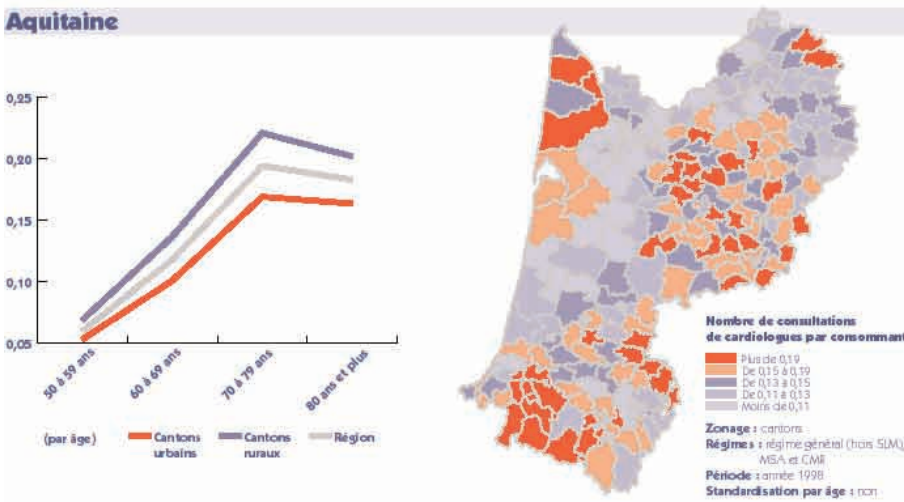 Aquitaine
0,25
0,20
0,15
0,10
0,05
50 à 59 ans
60 à 69 ans
70 à 79 ans
80 ans et plus
(par âge)
Cantons urbains
Cantons ruraux
Région
Nombre de consultations
de cardiologues par consommant
Plus de 0,19
De 0,15 à 0,19
De 0,13 à 0,15
De 0,11 à 0,13
Moins de 0,11
Zonage : cantons
Régimes : régime général (hors SLM),
MSA et CMR
Période : année 1998
Standardisation par âge : non